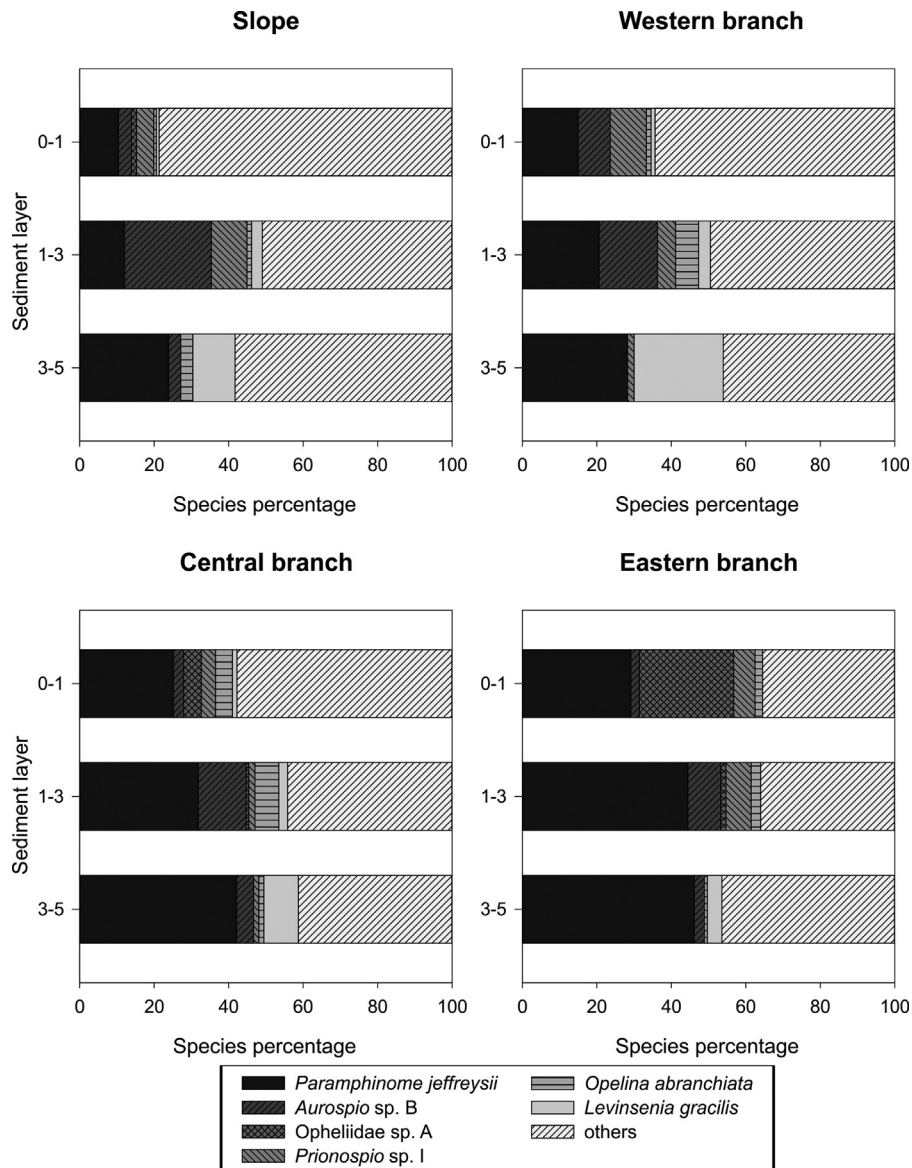 Slope
Western branch
Sediment layer
0-1
1-3
3-5
0 20 40 60 80 100
0-1
1-3
3-5
0 20 40 60 80 100
Species percentage
Species percentage
Central branch
Eastern branch
Sediment layer
0-1
1-3
3-5
0 20 40 60 80 100
0-1
1-3
3-5
0 20 40 60 80 100
Species percentage
Species percentage
Paramphinome jeffreysii
Aurospio sp. B
Opheliidae sp. A
Prionospio sp. I
Opelina abranchiata
Levinsenia gracilis
others